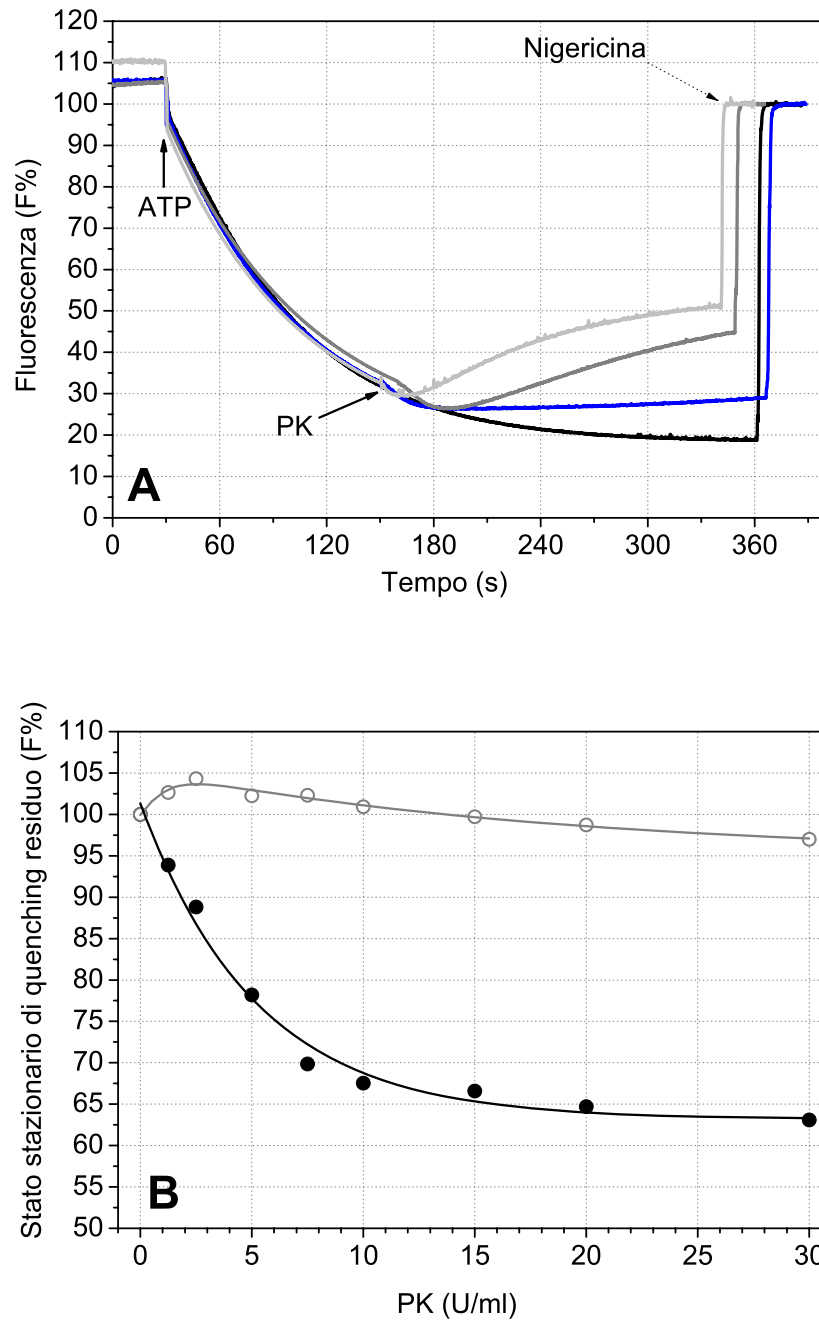 120
110
100
90
80
70
60
50
40
30
20
10
0
Fluorescenza (F%)
Nigericina
ATP
PK
A
0 60 120 180 240 300 360
Tempo (s)
110
105
100
95
90
85
80
75
70
65
60
55
50
Stato stazionario di quenching residuo (F%)
B
0 5 10 15 20 25 30
PK (U/ml)